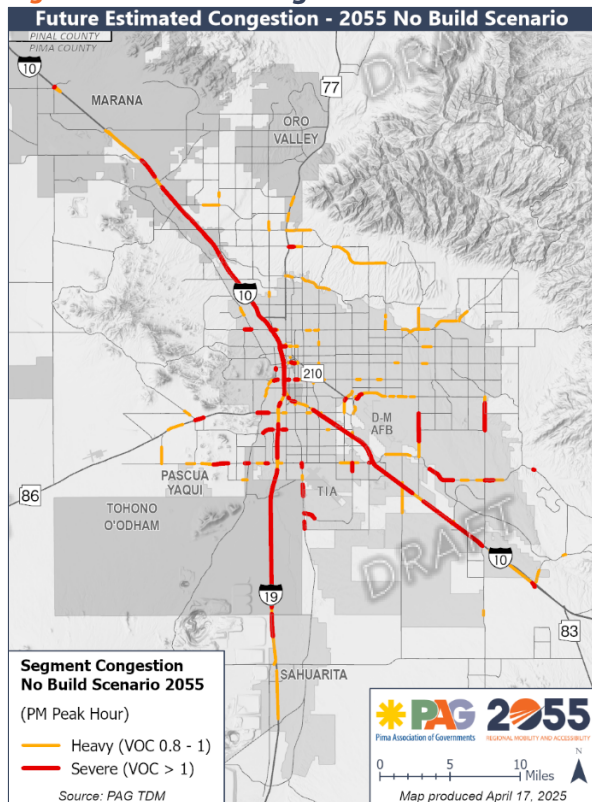 Future Estimated Congestion - 2055 No Build Scenario
PINAL COUNTY
PIMA COUNTY
10
MARANA
77
DRAFT
ORO
VALLEY
10
210
D-M
AFB
86
PASCUA
YAQUI
TIA
TOHONO
O'ODHAM
DRAFT
10
19
83
SAHUARITA
Segment Congestion
No Build Scenario 2055
(PM Peak Hour)
Heavy (VOC 0.8 - 1)
Severe (VOC > 1)
Source: PAG TDM
PAG
Pima Association of Governments
2055
REGIONAL MOBILITY AND ACCESSIBILITY
N
0 5 10 Miles
Map produced April 17, 2025